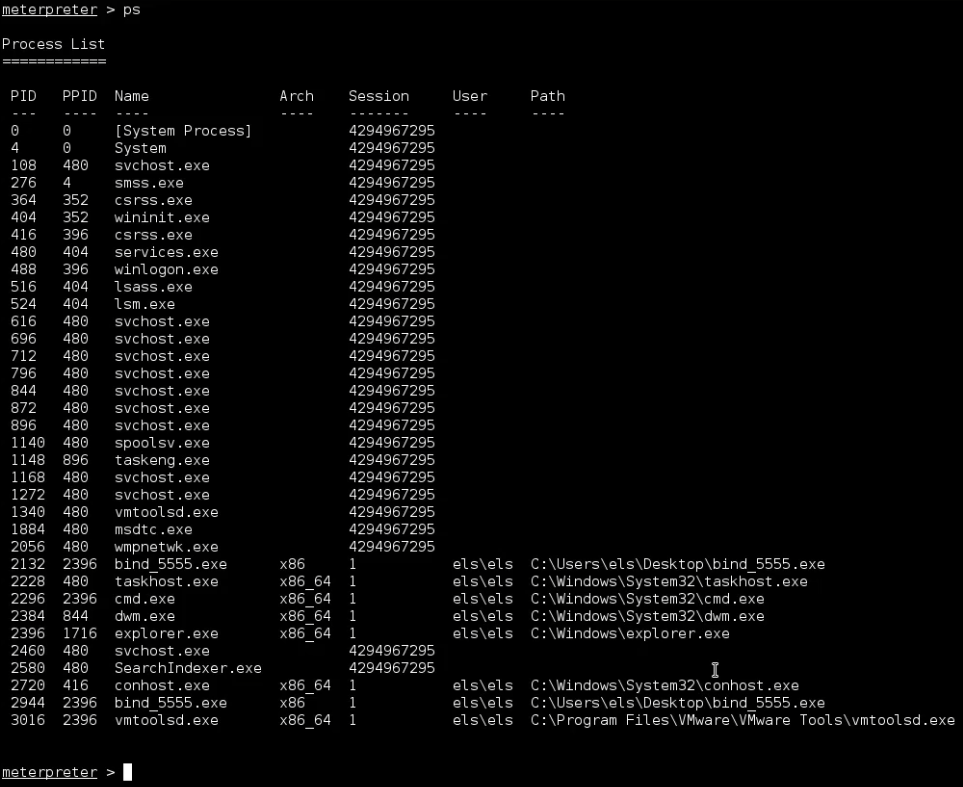 meterpreter > ps
Process List
============
PID PPID Name Arch Session User Path
--- ---- ---- ---- ------- ---- ----
0 0 [System Process] 4294967295
4 0 System 4294967295
108 480 svchost.exe 4294967295
276 4 smss.exe 4294967295
364 352 csrss.exe 4294967295
404 352 wininit.exe 4294967295
416 396 csrss.exe 4294967295
480 404 services.exe 4294967295
488 396 winlogon.exe 4294967295
516 404 lsass.exe 4294967295
524 404 lsm.exe 4294967295
616 480 svchost.exe 4294967295
696 480 svchost.exe 4294967295
712 480 svchost.exe 4294967295
796 480 svchost.exe 4294967295
844 480 svchost.exe 4294967295
872 480 svchost.exe 4294967295
896 480 svchost.exe 4294967295
1140 480 spoolsv.exe 4294967295
1148 896 taskeng.exe 4294967295
1168 480 svchost.exe 4294967295
1272 480 svchost.exe 4294967295
1340 480 vmtoolsd.exe 4294967295
1884 480 msdtc.exe 4294967295
2056 480 wmpnetwk.exe 4294967295
2132 2396 bind_5555.exe x86 1 els\els C:\Users\els\Desktop\bind_5555.exe
2228 480 taskhost.exe x86_64 1 els\els C:\Windows\System32\taskhost.exe
2296 2396 cmd.exe x86_64 1 els\els C:\Windows\System32\cmd.exe
2384 844 dwm.exe x86_64 1 els\els C:\Windows\System32\dwm.exe
2396 1716 explorer.exe x86_64 1 els\els C:\Windows\explorer.exe
2460 480 svchost.exe 4294967295
2580 480 SearchIndexer.exe 4294967295
2720 416 conhost.exe x86_64 1 els\els C:\Windows\System32\conhost.exe
2944 2396 bind_5555.exe x86 1 els\els C:\Users\els\Desktop\bind_5555.exe
3016 2396 vmtoolsd.exe x86_64 1 els\els C:\Program Files\VMware\VMware Tools\vmtoolsd.exe
meterpreter >